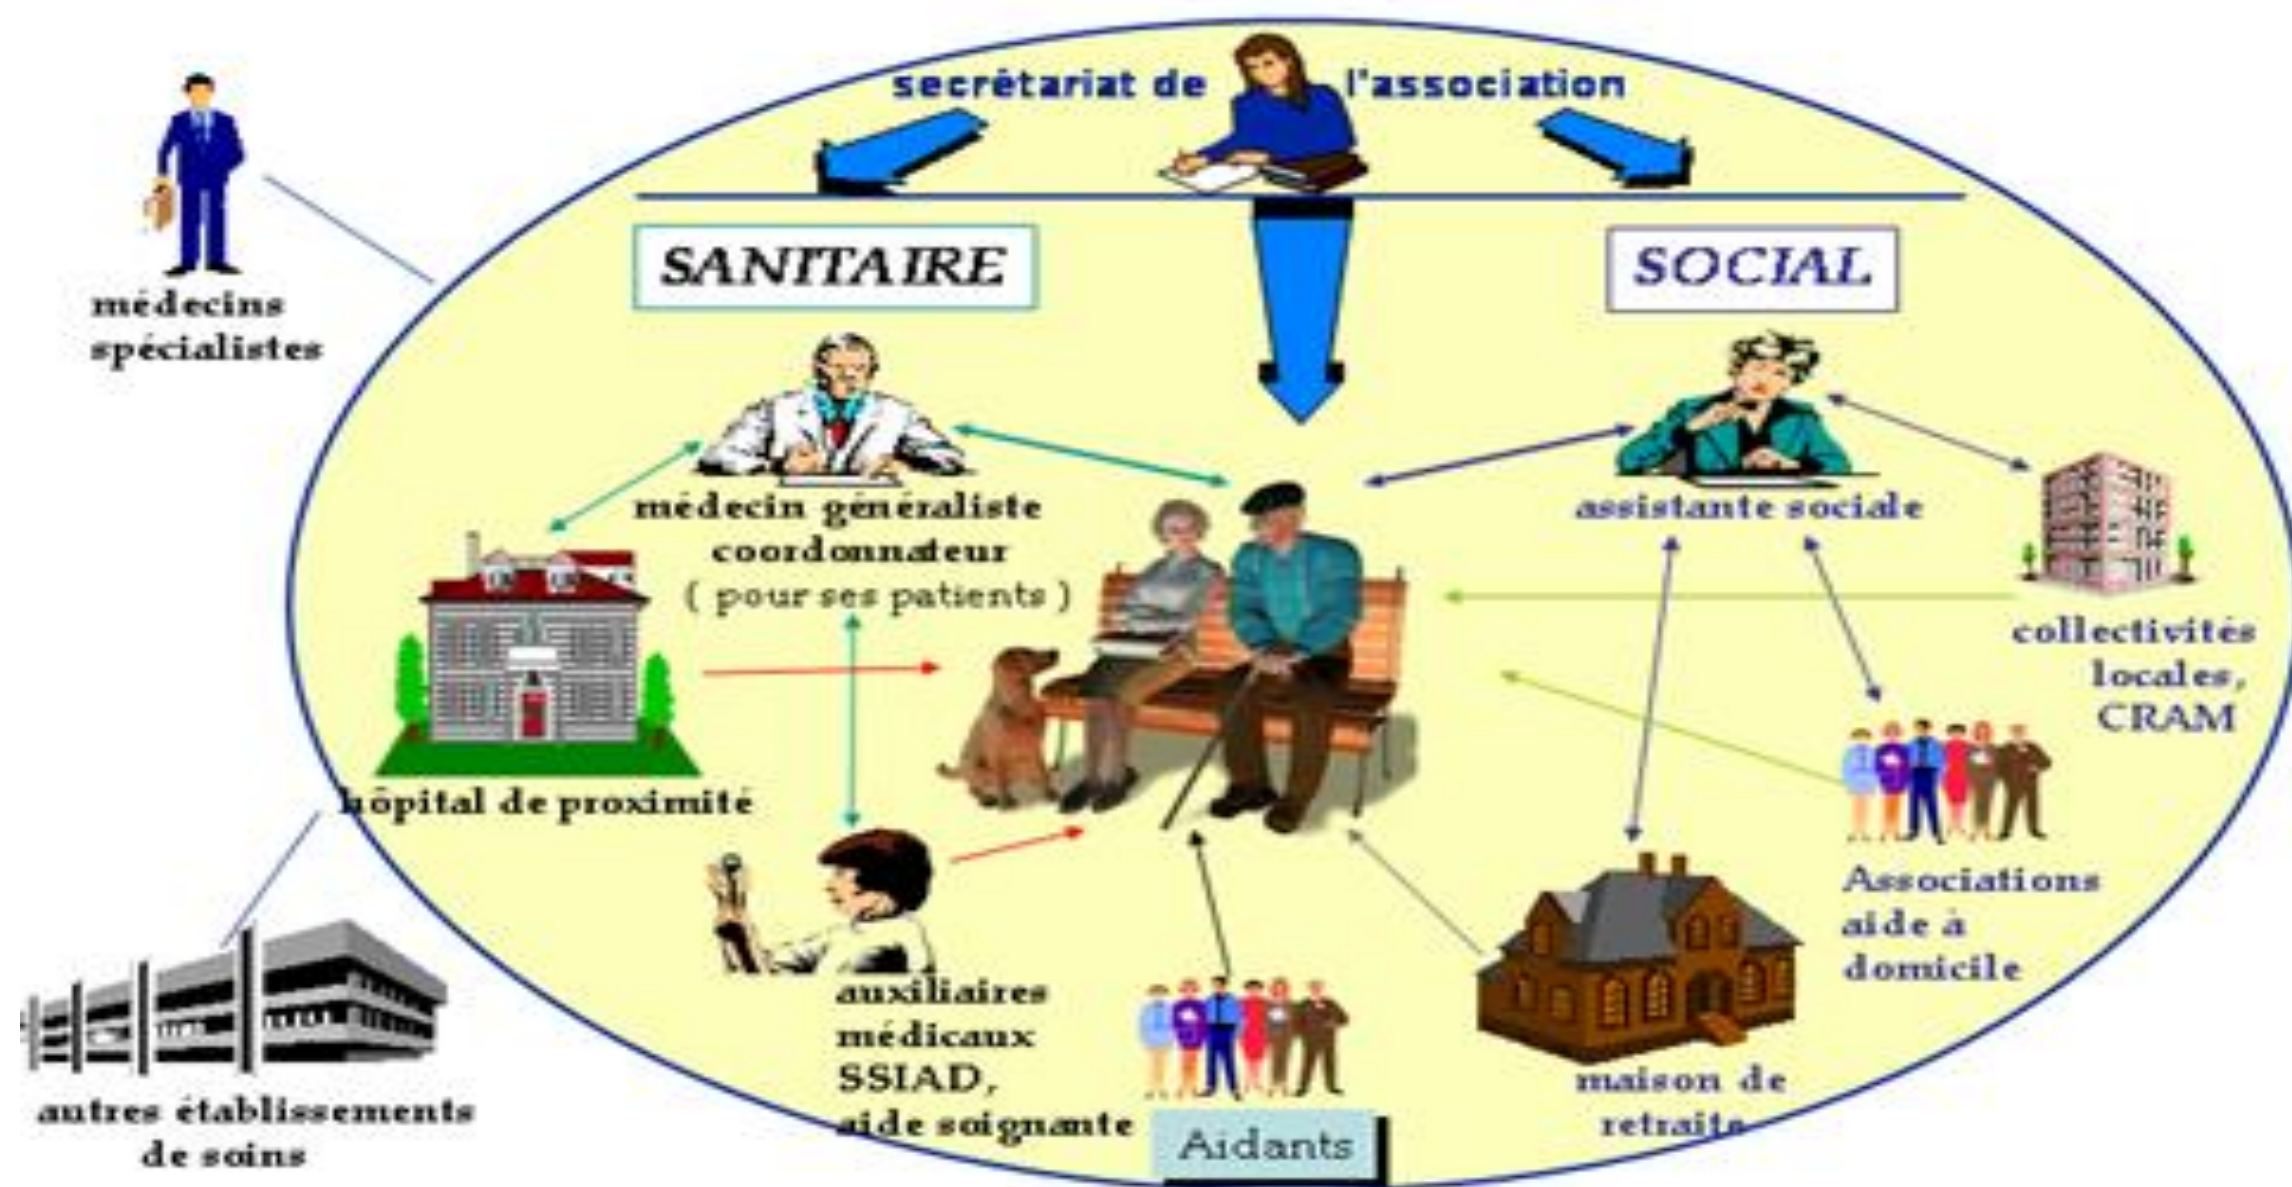 secrétariat de l'association
SANITAIRE
SOCIAL
médecins
spécialistes
médecin généraliste
coordonnateur
( pour ses patients )
assistante sociale
collectivités
locales,
CRAM
hôpital de proximité
Associations
aide à
domicile
auxiliaires
médicaux
SSIAD,
aide soignante
maison de
retraite
Aidants
autres établissements
de soins